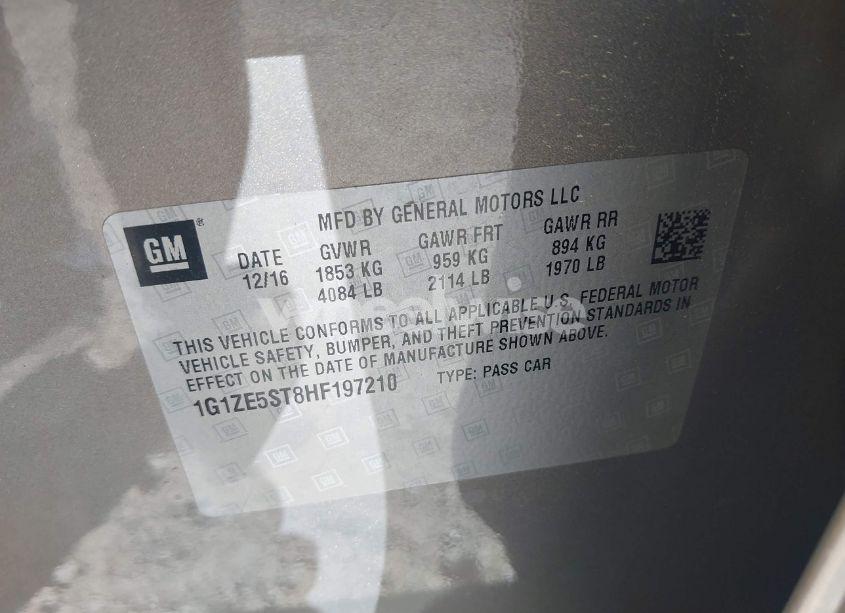 MFD BY GENERAL MOTORS LLC
GM®
DATE GVWR GAWR FRT GAWR RR
12/16 1853 KG 959 KG 894 KG
4084 LB 2114 LB 1970 LB
THIS VEHICLE CONFORMS TO ALL APPLICABLE U.S. FEDERAL MOTOR
VEHICLE SAFETY, BUMPER, AND THEFT PREVENTION STANDARDS IN
EFFECT ON THE DATE OF MANUFACTURE SHOWN ABOVE.
1G1ZE5ST8HF197210 TYPE: PASS CAR